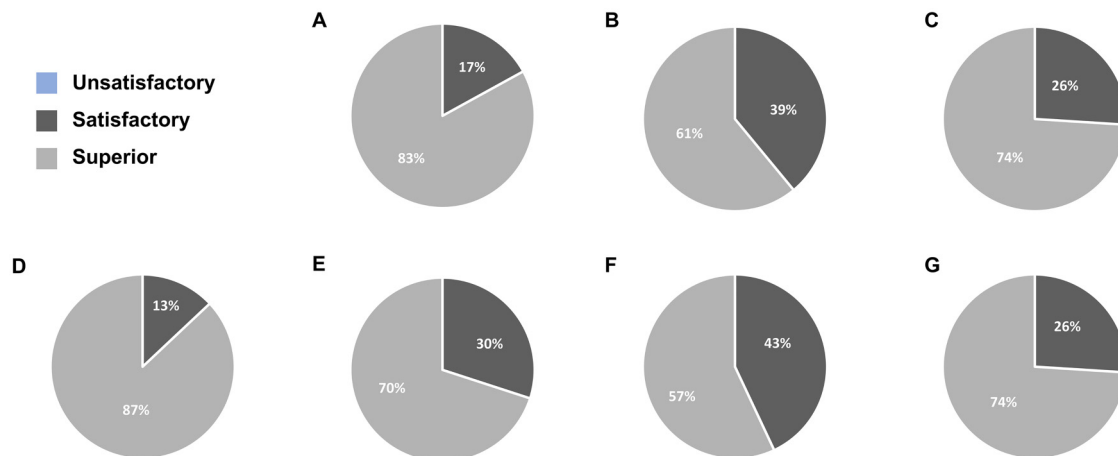 A
B
C
Unsatisfactory
Satisfactory
Superior
17%
83%
39%
61%
26%
74%
D
E
F
G
13%
87%
30%
70%
43%
57%
26%
74%